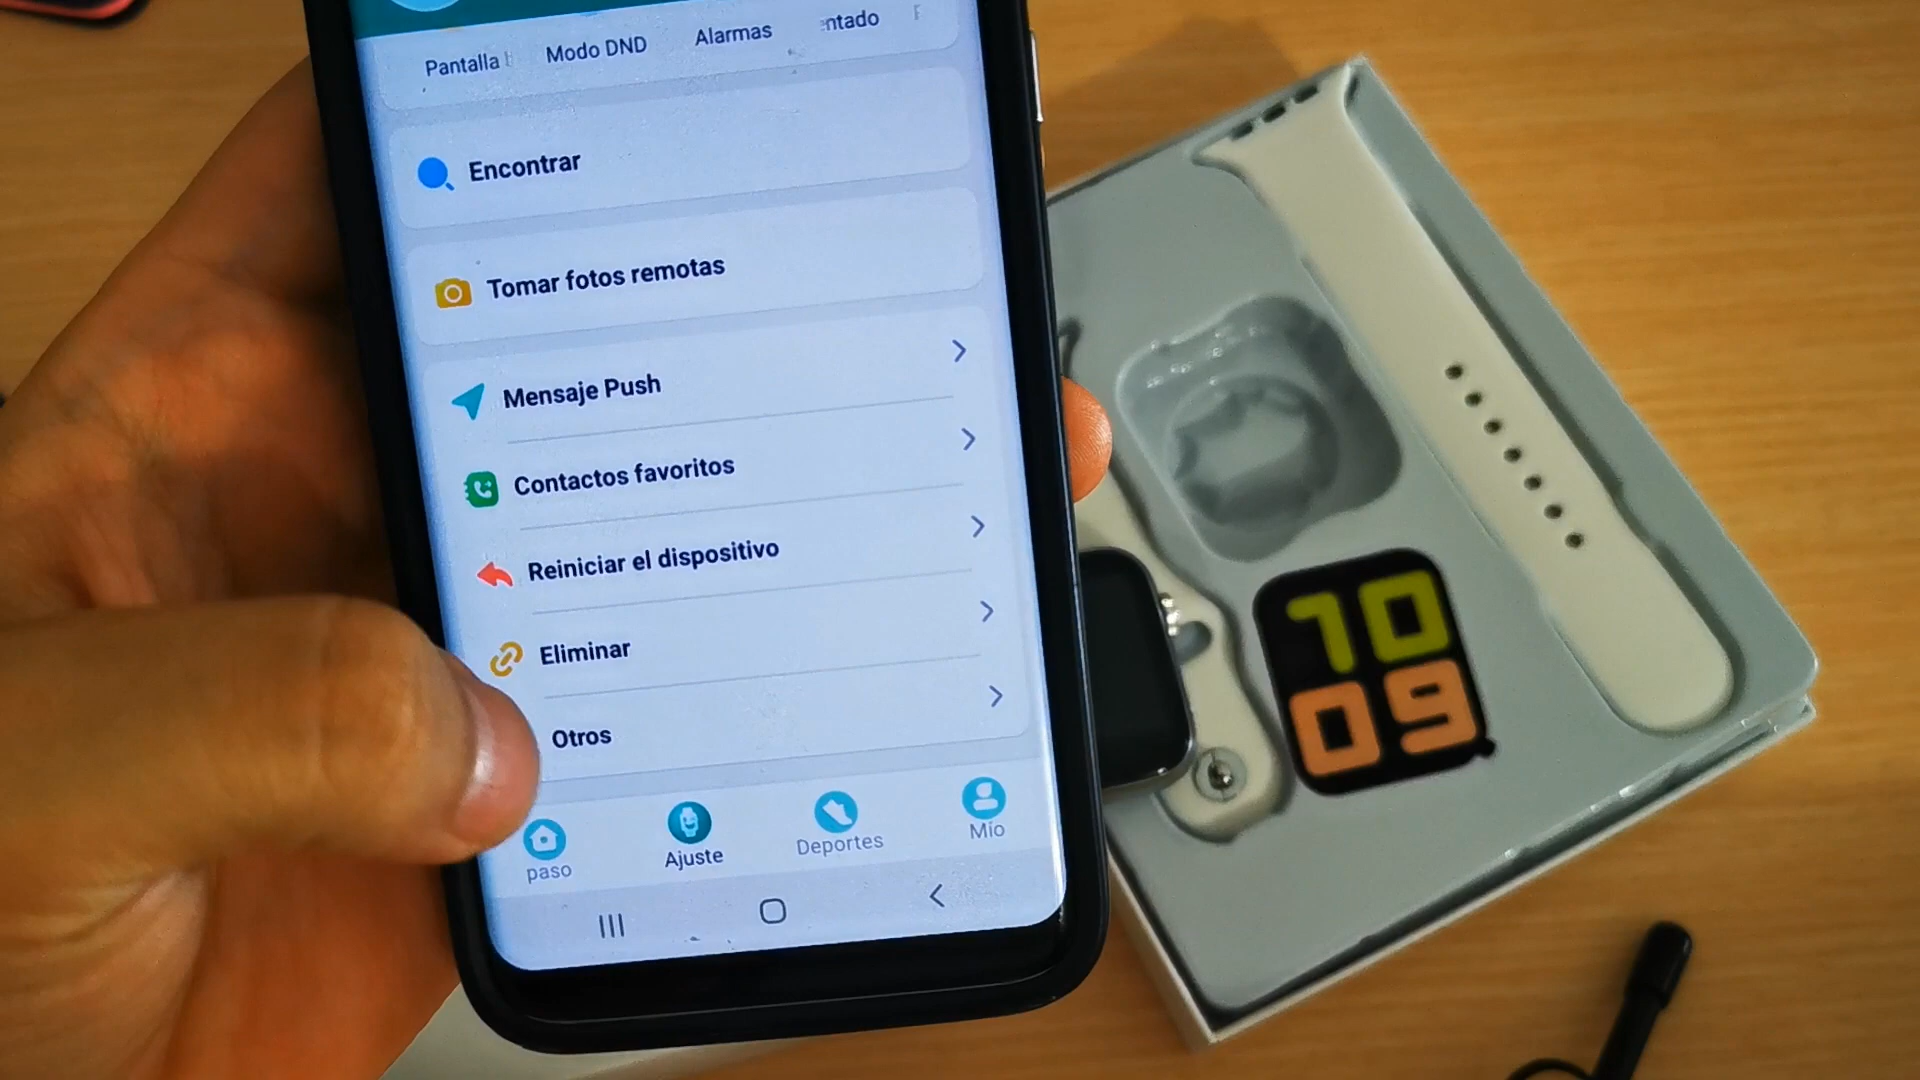 Pantalla
Modo DND
Alarmas
ntado
Encontrar
Tomar fotos remotas
Mensaje Push
Contactos favoritos
Reiniciar el dispositivo
Eliminar
Otros
paso
Ajuste
Deportes
Mío
10
09